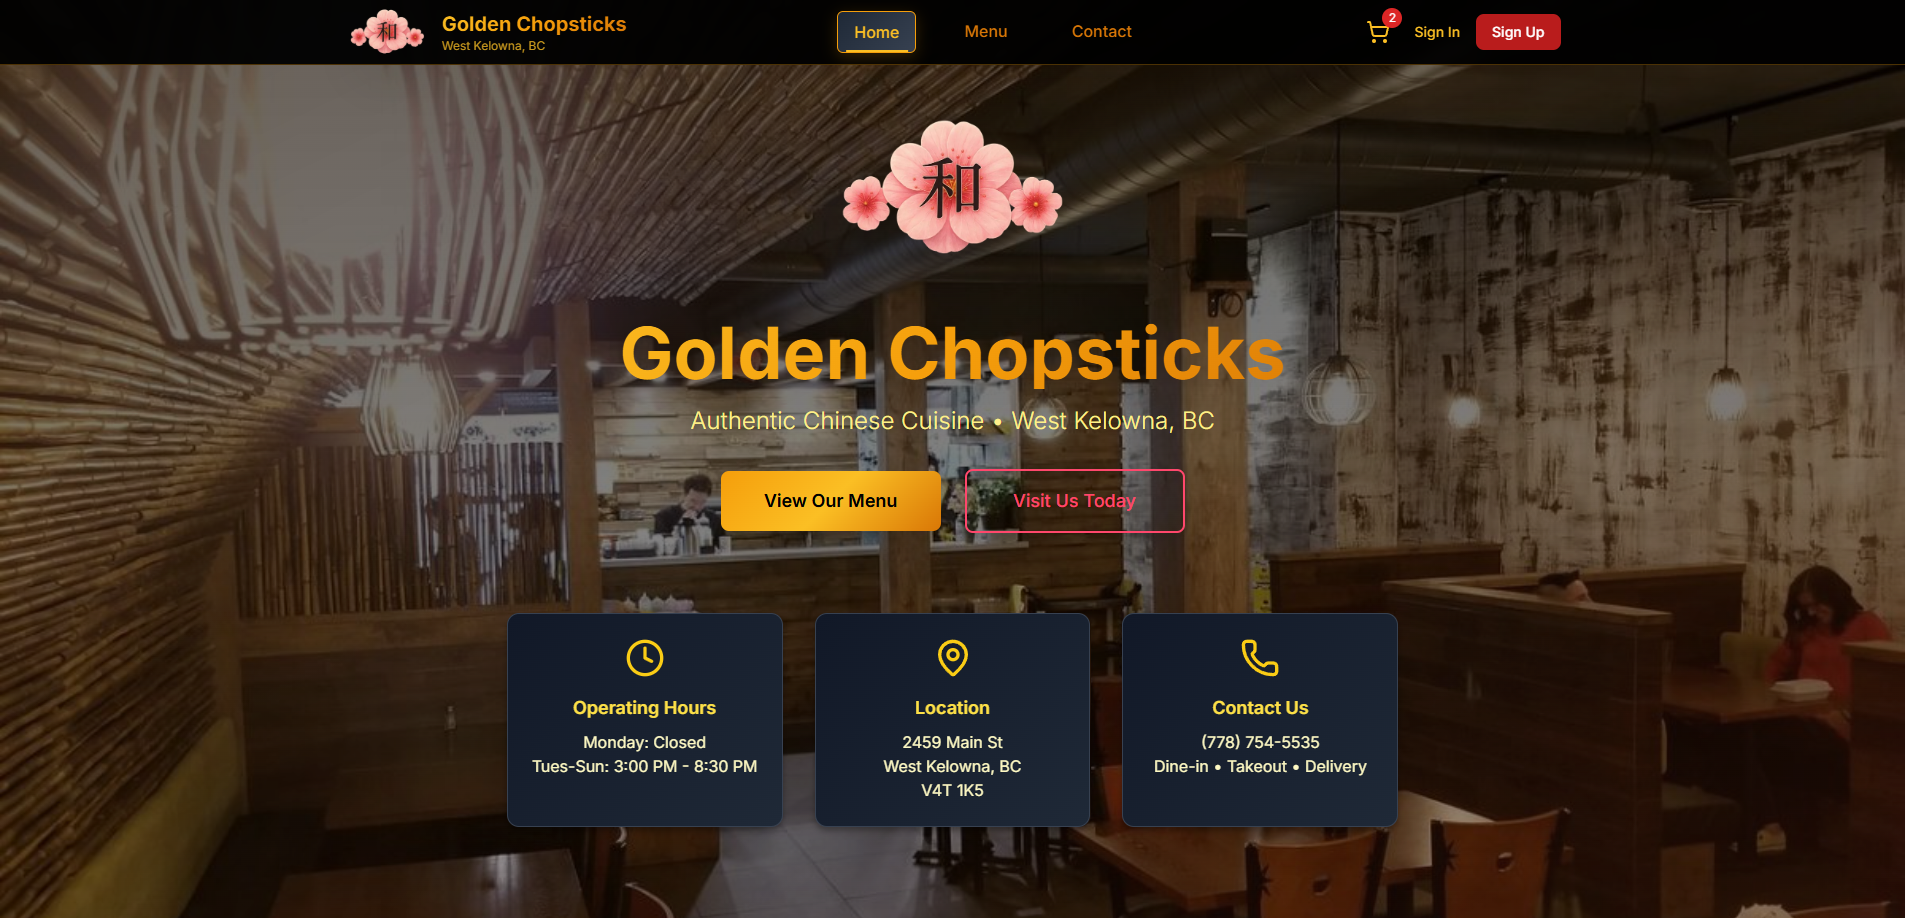 和
Golden Chopsticks
West Kelowna, BC
Home
Menu
Contact
2
Sign In
Sign Up
和
Golden Chopsticks
Authentic Chinese Cuisine • West Kelowna, BC
View Our Menu
Visit Us Today
Operating Hours
Monday: Closed
Tues-Sun: 3:00 PM - 8:30 PM
Location
2459 Main St
West Kelowna, BC
V4T 1K5
Contact Us
(778) 754-5535
Dine-in • Takeout • Delivery